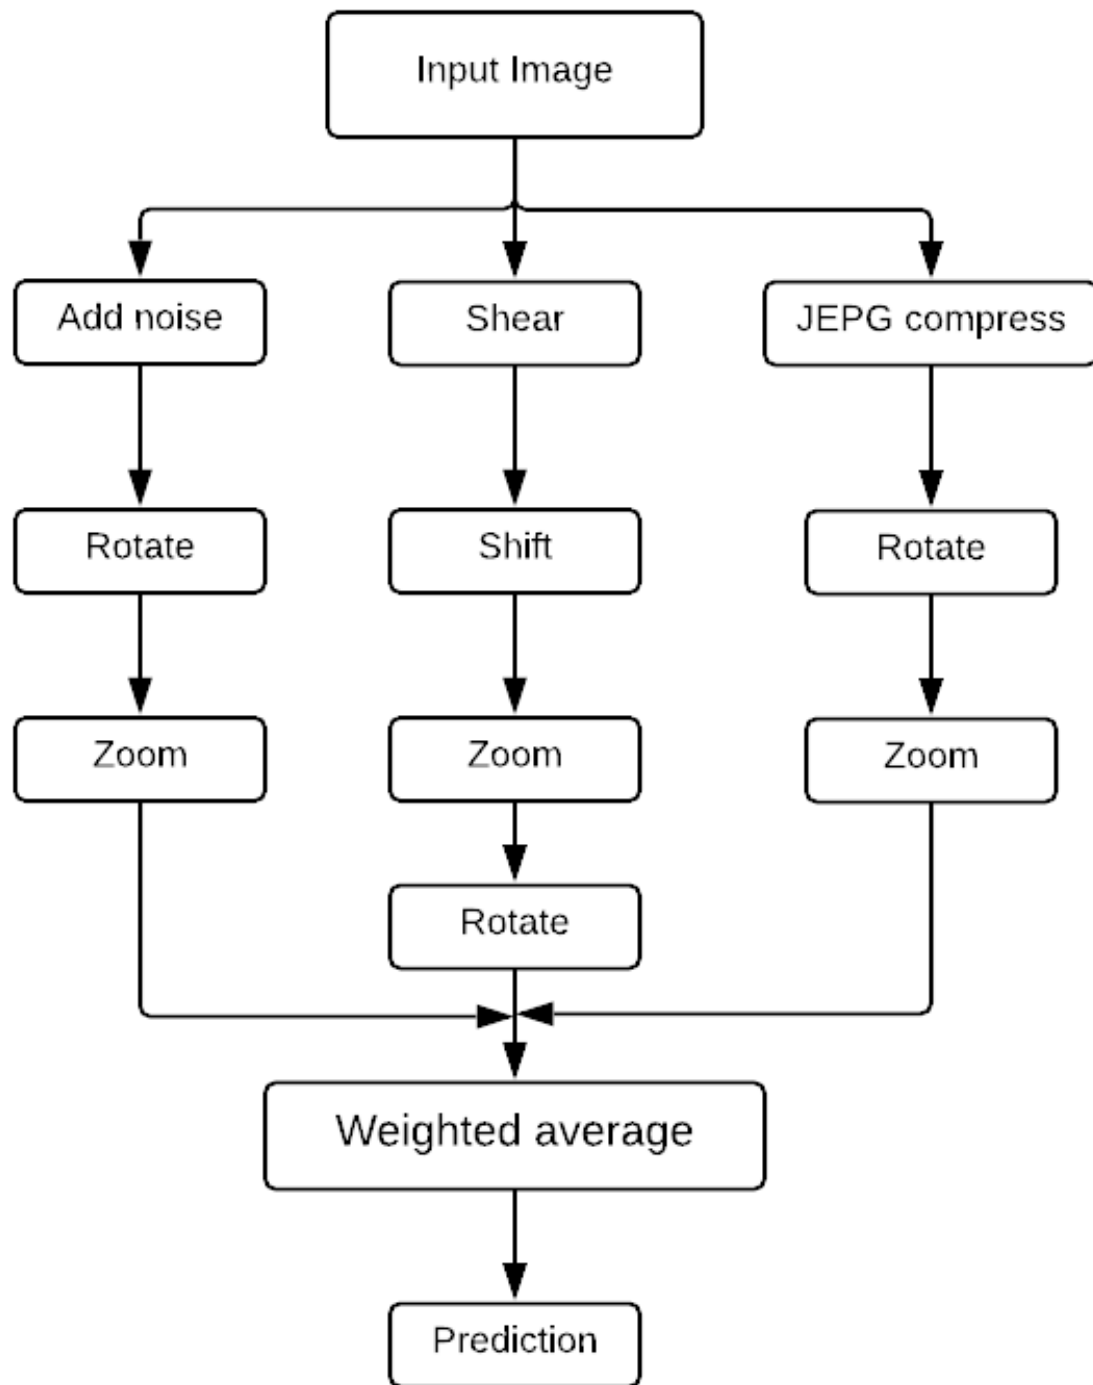 Input Image
Add noise
Shear
JEPG compress
Rotate
Shift
Rotate
Zoom
Zoom
Zoom
Rotate
Weighted average
Prediction